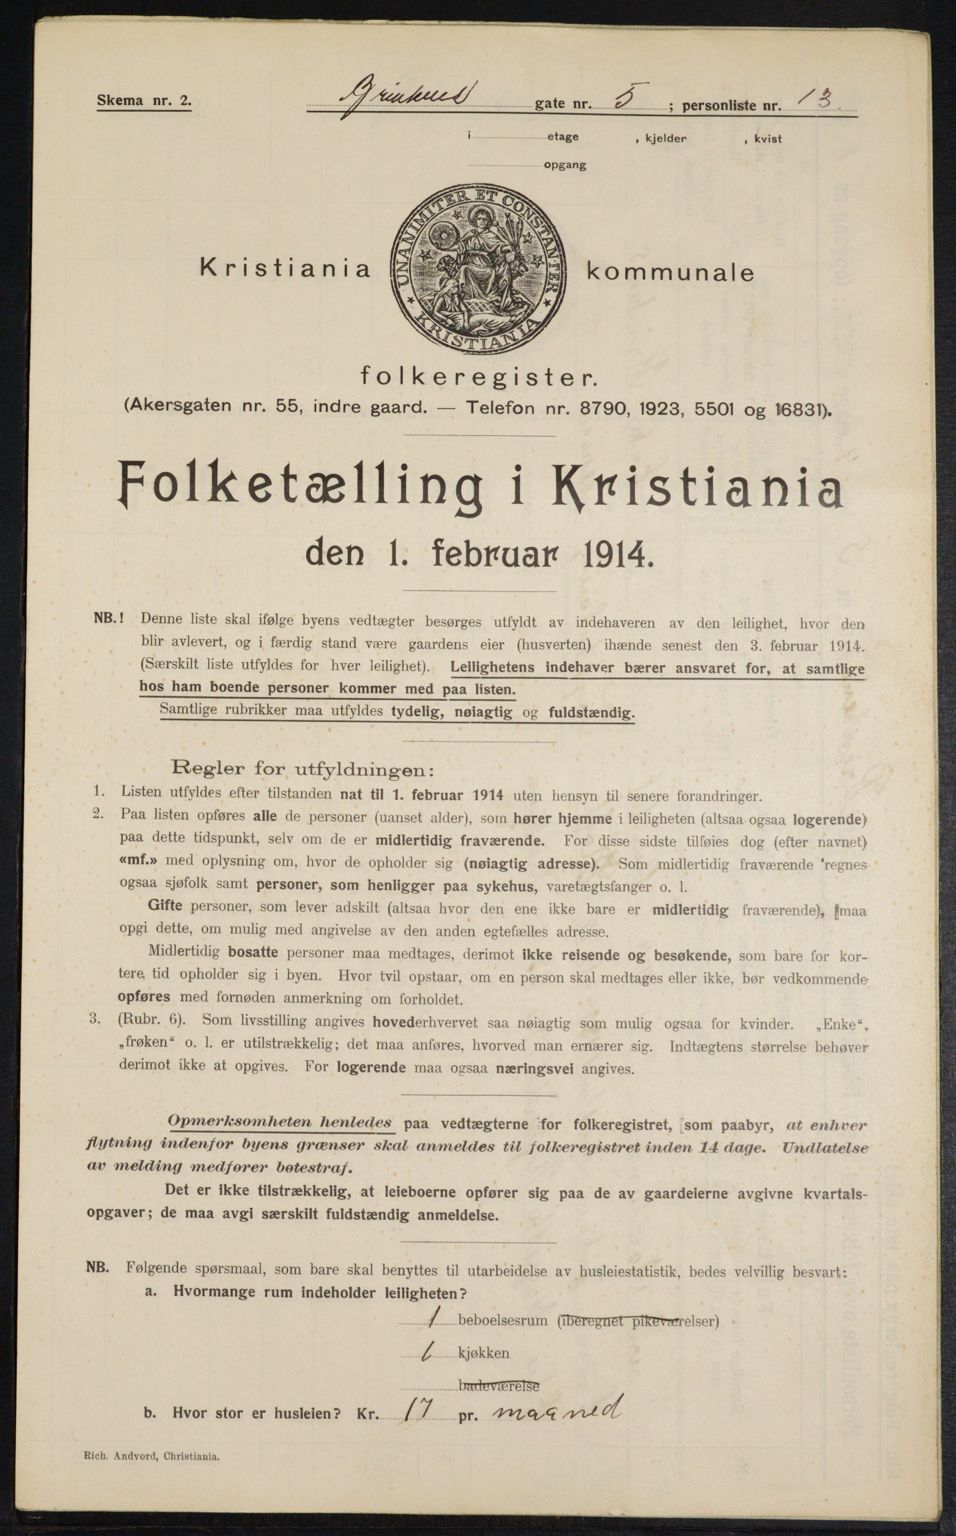 Skema nr. 2.
gate nr. 5 ; personliste nr. 13
i etage , kjelder , kvist
opgang
UNANIMITER ET CONSTANTER
KRISTIANIA
Kristiania kommunale
folkeregister.
(Akersgaten nr. 55, indre gaard. — Telefon nr. 8790, 1923, 5501 og 16831).
Folketælling i Kristiania
den 1. februar 1914.
NB.! Denne liste skal ifølge byens vedtægter besørges utfyldt av indehaveren av den leilighet, hvor den
blir avlevert, og i færdig stand være gaardens eier (husverten) ihænde senest den 3. februar 1914.
(Særskilt liste utfyldes for hver leilighet). Leilighetens indehaver bærer ansvaret for, at samtlige
hos ham boende personer kommer med paa listen.
Samtlige rubrikker maa utfyldes tydelig, nøiagtig og fuldstændig.
Regler for utfyldningen:
1. Listen utfyldes efter tilstanden nat til 1. februar 1914 uten hensyn til senere forandringer.
2. Paa listen opføres alle de personer (uanset alder), som hører hjemme i leiligheten (altsaa ogsaa logerende)
paa dette tidspunkt, selv om de er midlertidig fraværende. For disse sidste tilføies dog (efter navnet)
«mf.» med oplysning om, hvor de opholder sig (nøiagtig adresse). Som midlertidig fraværende regnes
ogsaa sjøfolk samt personer, som henligger paa sykehus, varetægtsfanger o. l.
Gifte personer, som lever adskilt (altsaa hvor den ene ikke bare er midlertidig fraværende), maa
opgi dette, om mulig med angivelse av den anden egtefælles adresse.
Midlertidig bosatte personer maa medtages, derimot ikke reisende og besøkende, som bare for kor-
tere tid opholder sig i byen. Hvor tvil opstaar, om en person skal medtages eller ikke, bør vedkommende
opføres med fornøden anmerkning om forholdet.
3. (Rubr. 6). Som livsstilling angives hovederhvervet saa nøiagtig som mulig ogsaa for kvinder. „Enke“,
„frøken“ o. l. er utilstrækkelig; det maa anføres, hvorved man ernærer sig. Indtægtens størrelse behøver
derimot ikke at opgives. For logerende maa ogsaa næringsvei angives.
Opmerksomheten henledes paa vedtægterne for folkeregistret, som paabyr, at enhver
flytning indenfor byens grænser skal anmeldes til folkeregistret inden 14 dage. Undlatelse
av melding medfører bøtestraf.
Det er ikke tilstrækkelig, at leieboerne opfører sig paa de av gaardeierne avgivne kvartals-
opgaver; de maa avgi særskilt fuldstændig anmeldelse.
NB. Følgende spørsmaal, som bare skal benyttes til utarbeidelse av husleiestatistik, bedes velvillig besvart:
a. Hvormange rum indeholder leiligheten?
1 beboelsesrum (iberegnet pikeværelser)
1 kjøkken
badeværelse
b. Hvor stor er husleien? Kr. 17 pr. maaned
Rich. Andvord, Christiania.